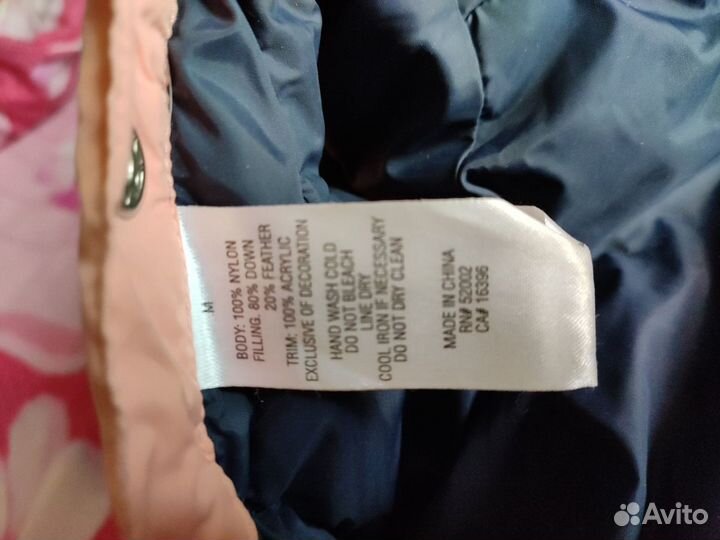 M
BODY: 100% NYLON
FILLING. 80% DOWN
20% FEATHER
TRIM: 100% ACRYLIC
EXCLUSIVE OF DECORATION
HAND WASH COLD
DO NOT BLEACH
LINE DRY
COOL IRON IF NECESSARY
DO NOT DRY CLEAN
MADE IN CHINA
RN# 52002
CA# 16396
Avito